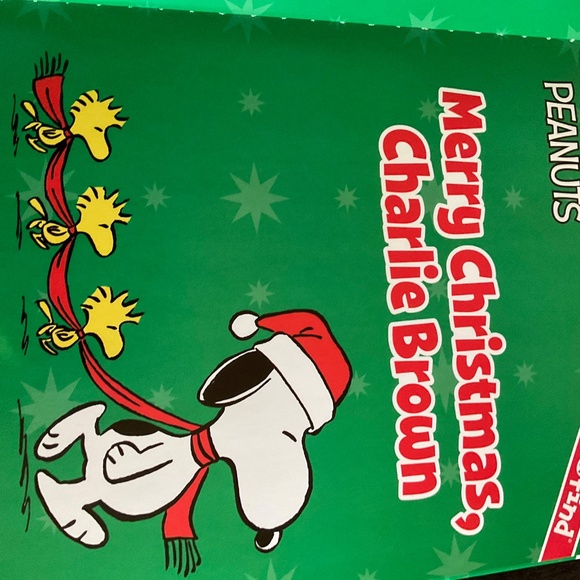 PEANUTS
Merry Christmas,
Charlie Brown